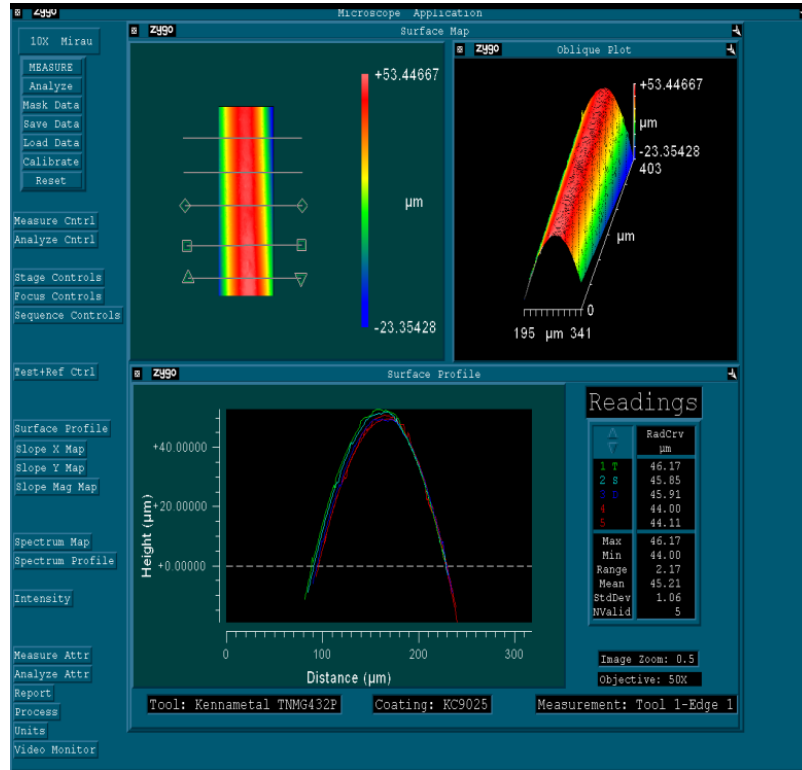 zygo
Microscope Application
10X Mirau
MEASURE
Analyze
Mask Data
Save Data
Load Data
Calibrate
Reset
Measure Cntrl
Analyze Cntrl
Stage Controls
Focus Controls
Sequence Controls
Test+Ref Ctrl
Surface Profile
Slope X Map
Slope Y Map
Slope Mag Map
Spectrum Map
Spectrum Profile
Intensity
Measure Attr
Analyze Attr
Report
Process
Units
Video Monitor
zygo
Surface Map
+53.44667
µm
-23.35428
zygo
Oblique Plot
+53.44667
µm
-23.35428
403
µm
0
195 µm 341
zygo
Surface Profile
+40.00000
+20.00000
+0.00000
Height (µm)
0 100 200 300
Distance (µm)
Readings
RadCrv
µm
1 T 46.17
2 S 45.85
3 D 45.91
4 44.00
5 44.11
Max 46.17
Min 44.00
Range 2.17
Mean 45.21
StdDev 1.06
NValid 5
Image Zoom: 0.5
Objective: 50X
Tool: Kennametal TNMG432P
Coating: KC9025
Measurement: Tool 1-Edge 1